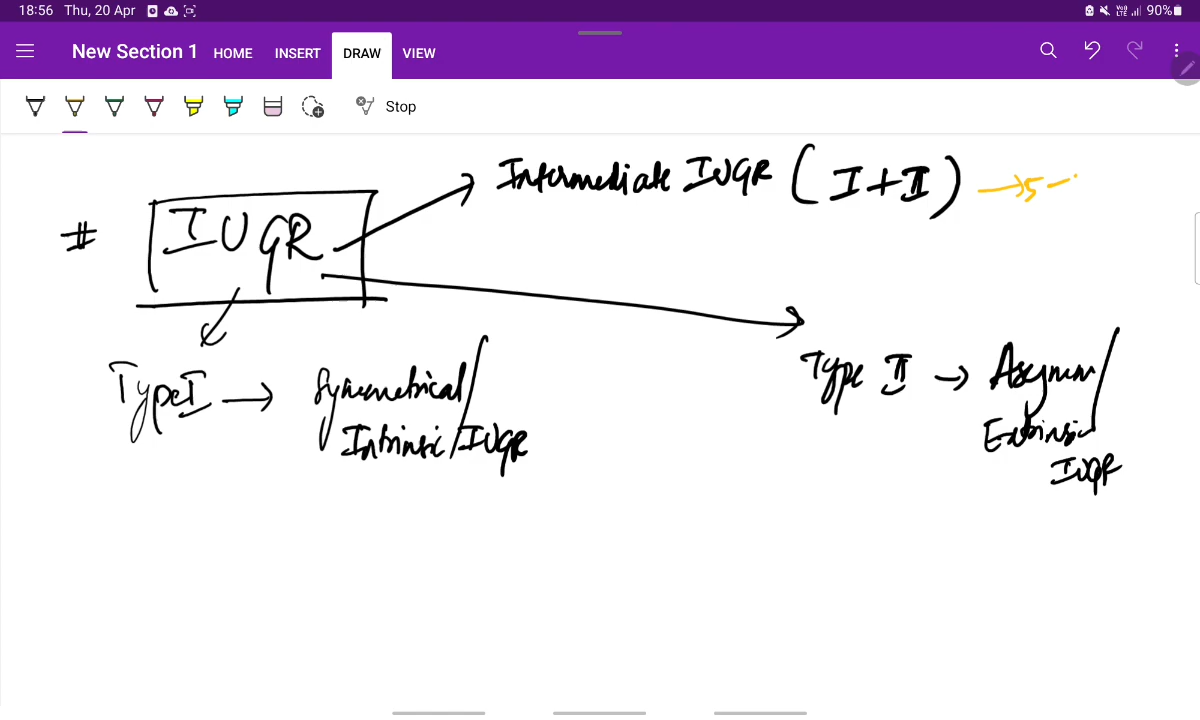 18:56 Thu, 20 Apr
90%
New Section 1 HOME INSERT DRAW VIEW
Stop
Intermediate IUGR (I+II) → 5-
# IUGR
Type I → Symmetrical/
Intrinsic/IUGR
Type II → Asymm/
Extrinsic
IUGR